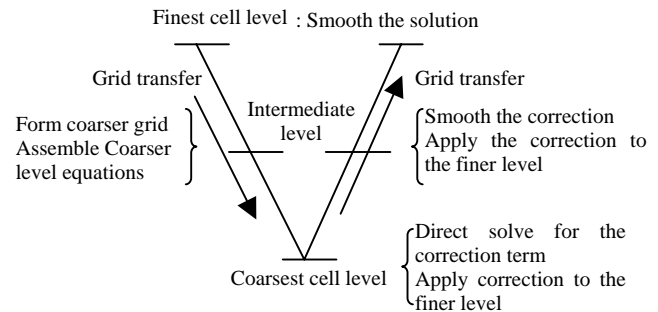 Finest cell level : Smooth the solution
Grid transfer
Grid transfer
Form coarser grid
Assemble Coarser
level equations
Intermediate
level
Smooth the correction
Apply the correction to
the finer level
Coarsest cell level
Direct solve for the
correction term
Apply correction to the
finer level